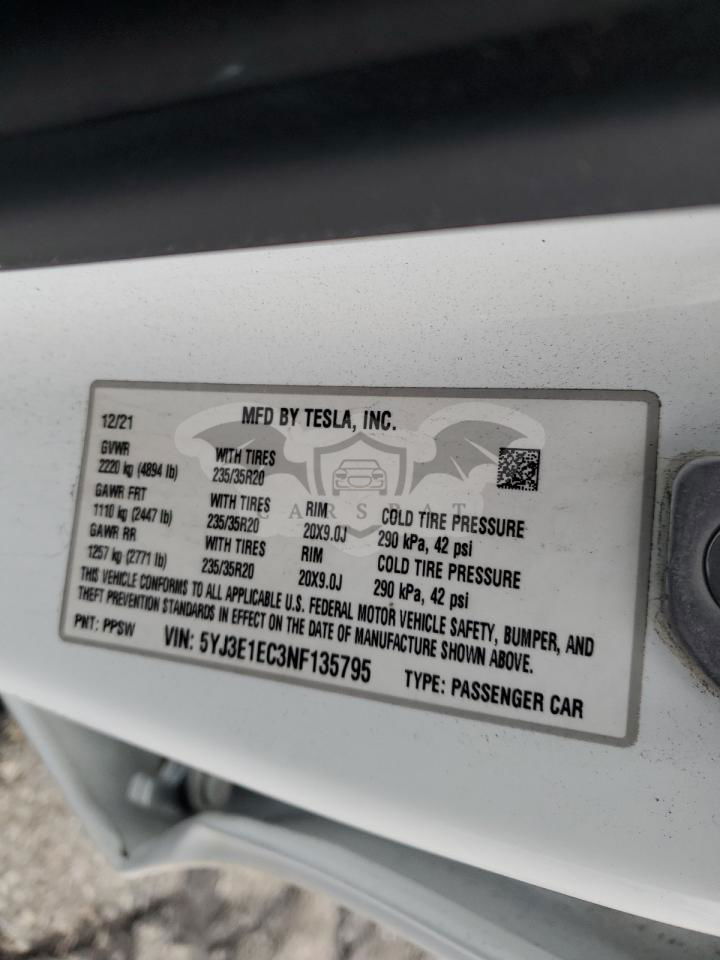 12/21 MFD BY TESLA, INC.
GVWR WITH TIRES
2220 kg (4894 lb) 235/35R20
GAWR FRT WITH TIRES RIM COLD TIRE PRESSURE
1110 kg (2447 lb) 235/35R20 20X9.0J 290 kPa, 42 psi
GAWR RR WITH TIRES RIM COLD TIRE PRESSURE
1257 kg (2771 lb) 235/35R20 20X9.0J 290 kPa, 42 psi
THIS VEHICLE CONFORMS TO ALL APPLICABLE U.S. FEDERAL MOTOR VEHICLE SAFETY, BUMPER, AND
THEFT PREVENTION STANDARDS IN EFFECT ON THE DATE OF MANUFACTURE SHOWN ABOVE.
PNT: PPSW VIN: 5YJ3E1EC3NF135795 TYPE: PASSENGER CAR
CARSBAT